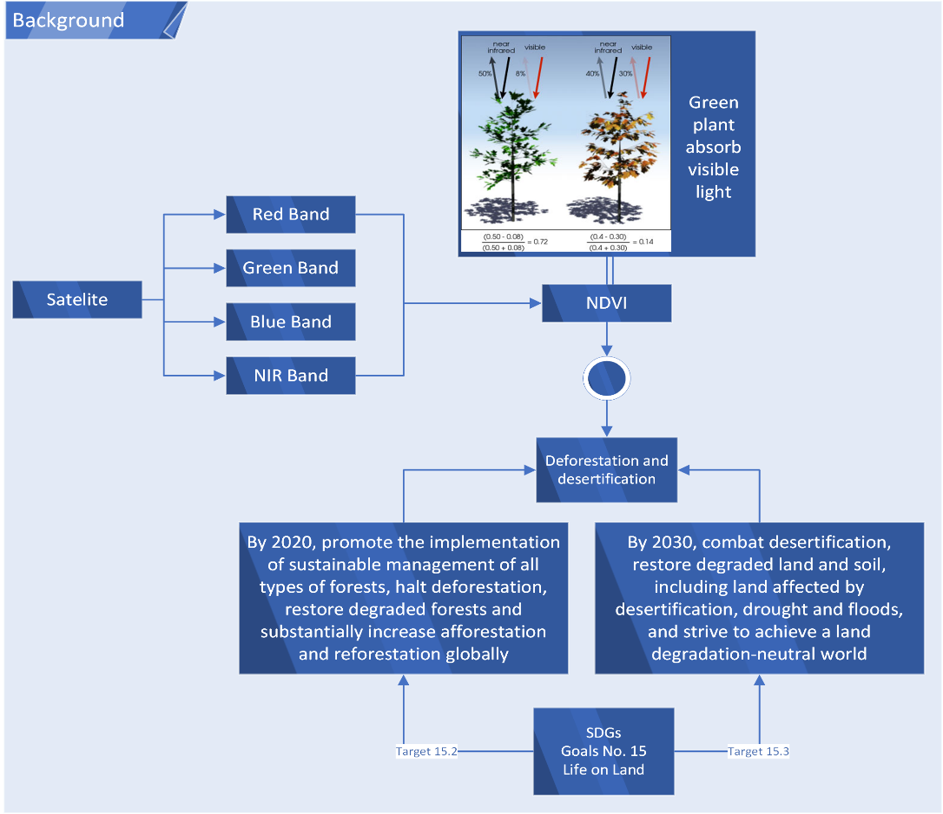 Background
near
infrared
visible
near
infrared
visible
50%
8%
40%
30%
(0.50 - 0.08)
(0.50 + 0.08)
= 0.72
(0.4 - 0.30)
(0.4 + 0.30)
= 0.14
Green
plant
absorb
visible
light
Satelite
Red Band
Green Band
Blue Band
NIR Band
NDVI
Deforestation and
desertification
By 2020, promote the implementation
of sustainable management of all
types of forests, halt deforestation,
restore degraded forests and
substantially increase afforestation
and reforestation globally
By 2030, combat desertification,
restore degraded land and soil,
including land affected by
desertification, drought and floods,
and strive to achieve a land
degradation-neutral world
Target 15.2
SDGs
Goals No. 15
Life on Land
Target 15.3